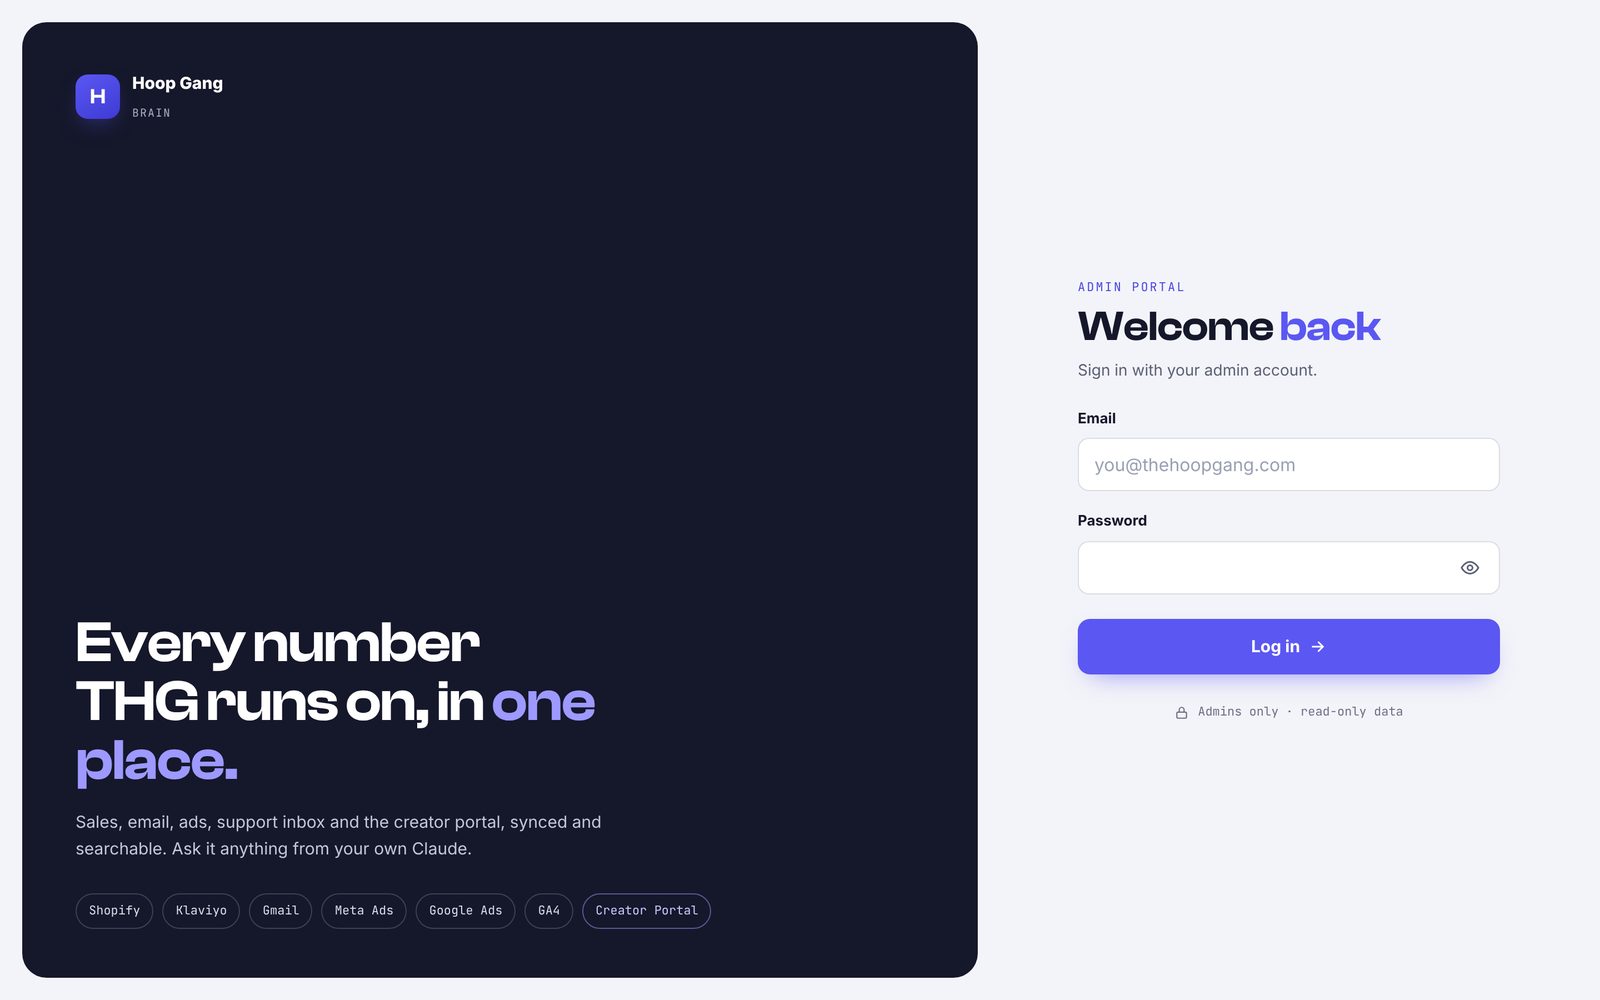 H
Hoop Gang
BRAIN
Every number
THG runs on, in one
place.
Sales, email, ads, support inbox and the creator portal, synced and
searchable. Ask it anything from your own Claude.
Shopify Klaviyo Gmail Meta Ads Google Ads GA4 Creator Portal
ADMIN PORTAL
Welcome back
Sign in with your admin account.
Email
you@thehoopgang.com
Password
Log in →
Admins only · read-only data